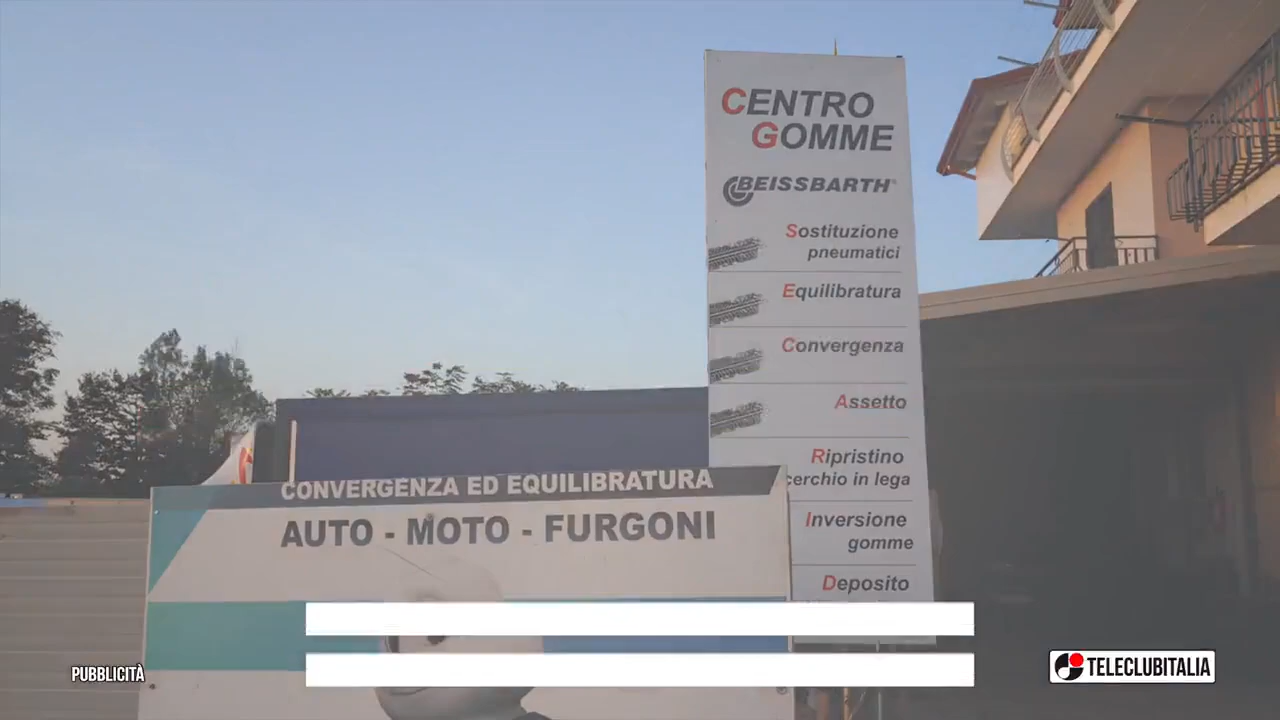 CENTRO
GOMME
BEISSBARTH
Sostituzione
pneumatici
Equilibratura
Convergenza
Assetto
Ripristino
cerchio in lega
Inversione
gomme
Deposito
CONVERGENZA ED EQUILIBRATURA
AUTO - MOTO - FURGONI
PUBBLICITÀ
TELECLUBITALIA